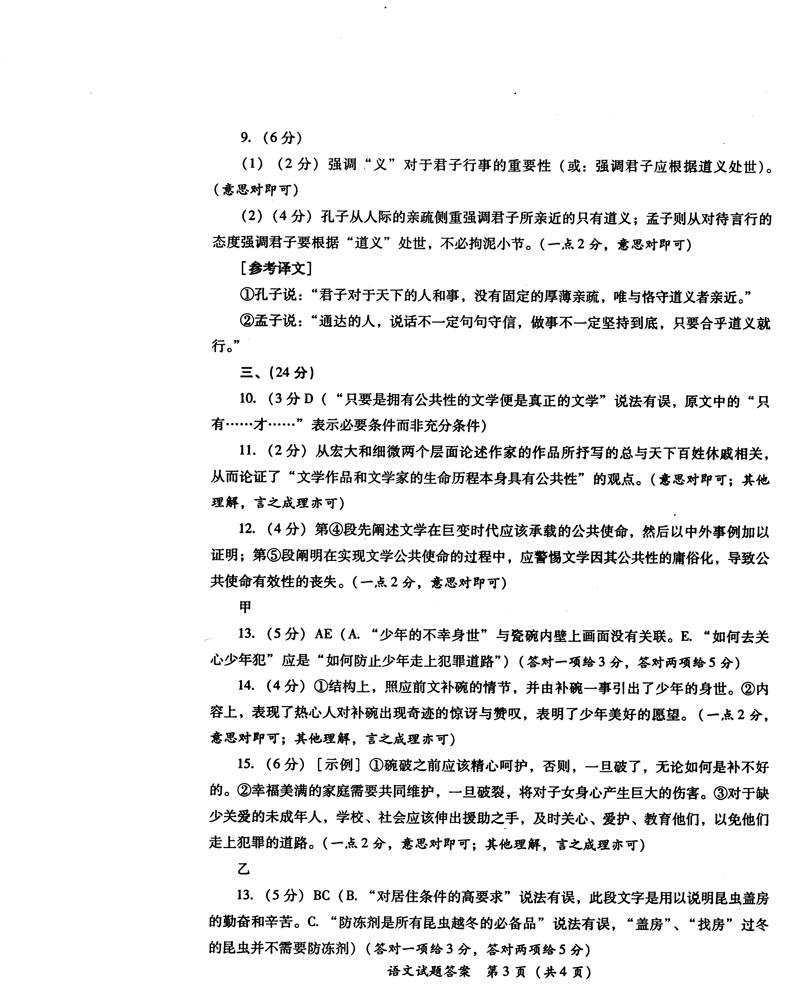 9. （6 分）
（1）（2 分）强调“义”对于君子行事的重要性（或：强调君子应根据道义处世）。
（意思对即可）
（2）（4 分）孔子从人际的亲疏侧重强调君子所亲近的只有道义；孟子则从对待言行的
态度强调君子要根据“道义”处世，不必拘泥小节。（一点 2 分，意思对即可）
［参考译文］
①孔子说：“君子对于天下的人和事，没有固定的厚薄亲疏，唯与恪守道义者亲近。”
②孟子说：“通达的人，说话不一定句句守信，做事不一定坚持到底，只要合乎道义就
行。”
三、（24 分）
10. （3 分 D（“只要是拥有公共性的文学便是真正的文学”说法有误，原文中的“只
有……才……”表示必要条件而非充分条件）
11. （2 分）从宏大和细微两个层面论述作家的作品所抒写的总与天下百姓休戚相关，
从而论证了“文学作品和文学家的生命历程本身具有公共性”的观点。（意思对即可；其他
理解，言之成理亦可）
12. （4 分）第④段先阐述文学在巨变时代应该承载的公共使命，然后以中外事例加以
证明；第⑤段阐明在实现文学公共使命的过程中，应警惕文学因其公共性的庸俗化，导致公
共使命有效性的丧失。（一点 2 分，意思对即可）
甲
13. （5 分）AE（A. “少年的不幸身世”与瓷碗内壁上画面没有关联。E. “如何去关
心少年犯”应是“如何防止少年走上犯罪道路”）（答对一项给 3 分，答对两项给 5 分）
14. （4 分）①结构上，照应前文补碗的情节，并由补碗一事引出了少年的身世。②内
容上，表现了热心人对补碗出现奇迹的惊讶与赞叹，表明了少年美好的愿望。（一点 2 分，
意思对即可；其他理解，言之成理亦可）
15. （6 分）［示例］①碗破之前应该精心呵护，否则，一旦破了，无论如何是补不好
的。②幸福美满的家庭需要共同维护，一旦破裂，将对子女身心产生巨大的伤害。③对于缺
少关爱的未成年人，学校、社会应该伸出援助之手，及时关心、爱护、教育他们，以免他们
走上犯罪的道路。（一点 2 分，意思对即可；其他理解，言之成理亦可）
乙
13. （5 分）BC（B. “对居住条件的高要求”说法有误，此段文字是用以说明昆虫盖房
的勤奋和辛苦。C. “防冻剂是所有昆虫越冬的必备品”说法有误，“盖房”、“找房”过冬
的昆虫并不需要防冻剂）（答对一项给 3 分，答对两项给 5 分）
语文试题答案　第 3 页（共 4 页）